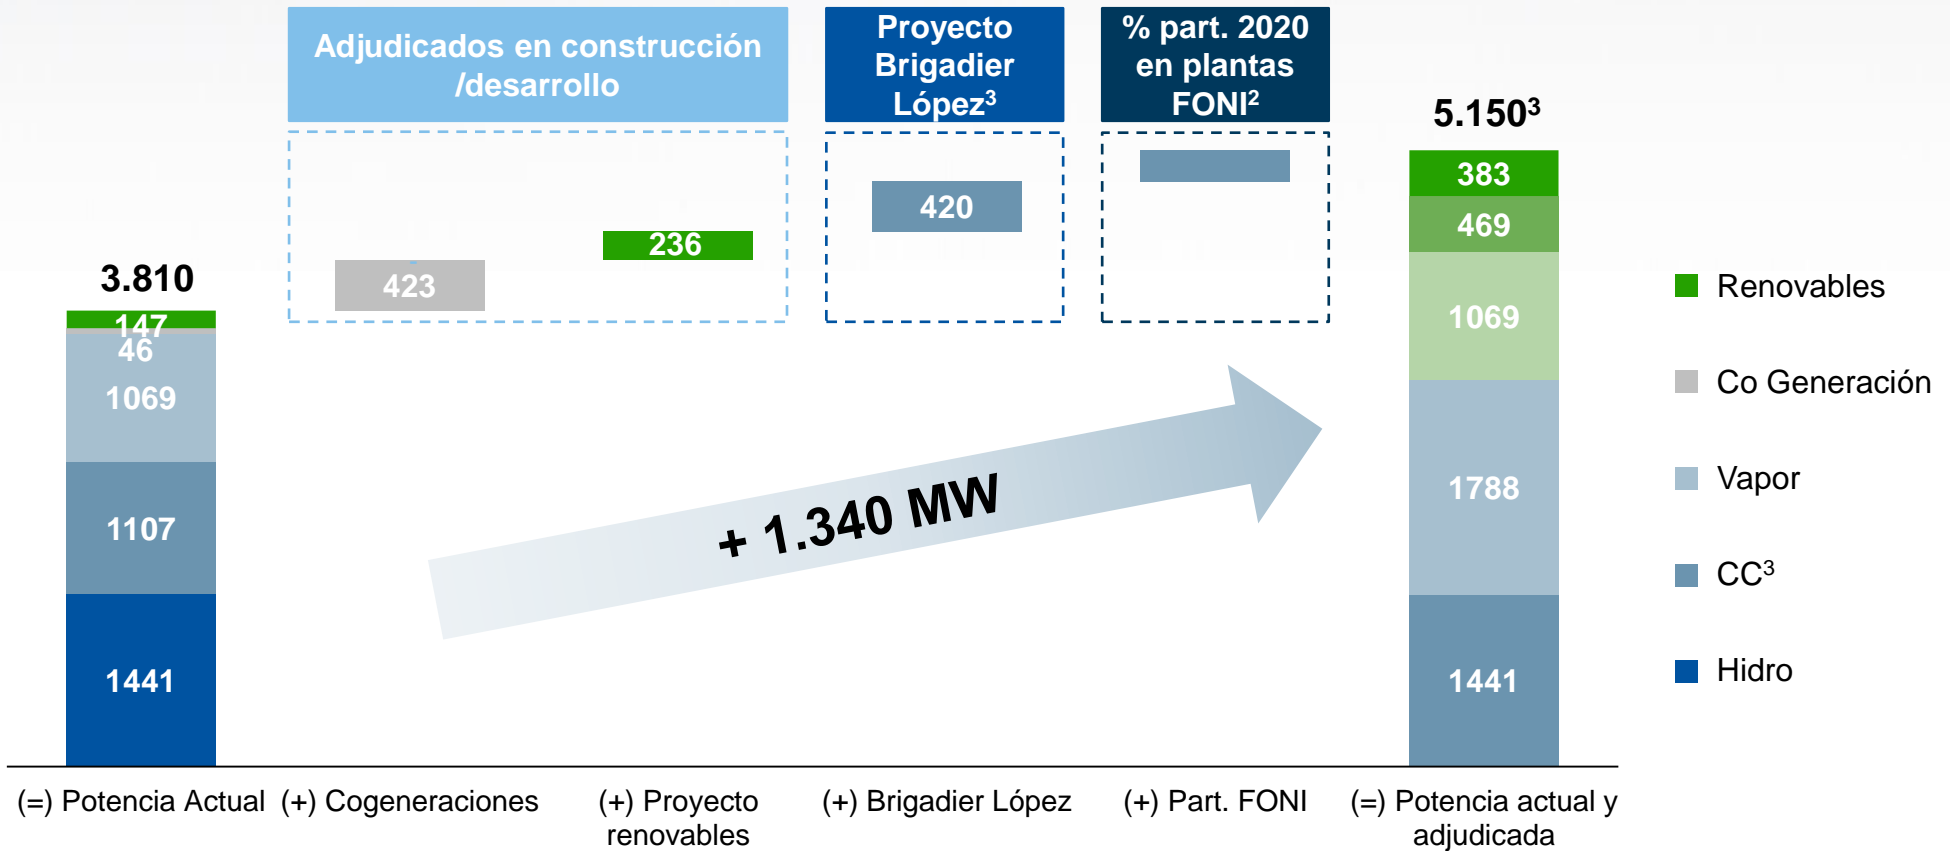 Adjudicados en construcción
/desarrollo
Proyecto
Brigadier
López³
% part. 2020
en plantas
FONI²
3.810
147
46
1069
1107
1441
423
236
420
5.150³
383
469
1069
1788
1441
+ 1.340 MW
Renovables
Co Generación
Vapor
CC³
Hidro
(=) Potencia Actual
(+) Cogeneraciones
(+) Proyecto
renovables
(+) Brigadier López
(+) Part. FONI
(=) Potencia actual y
adjudicada